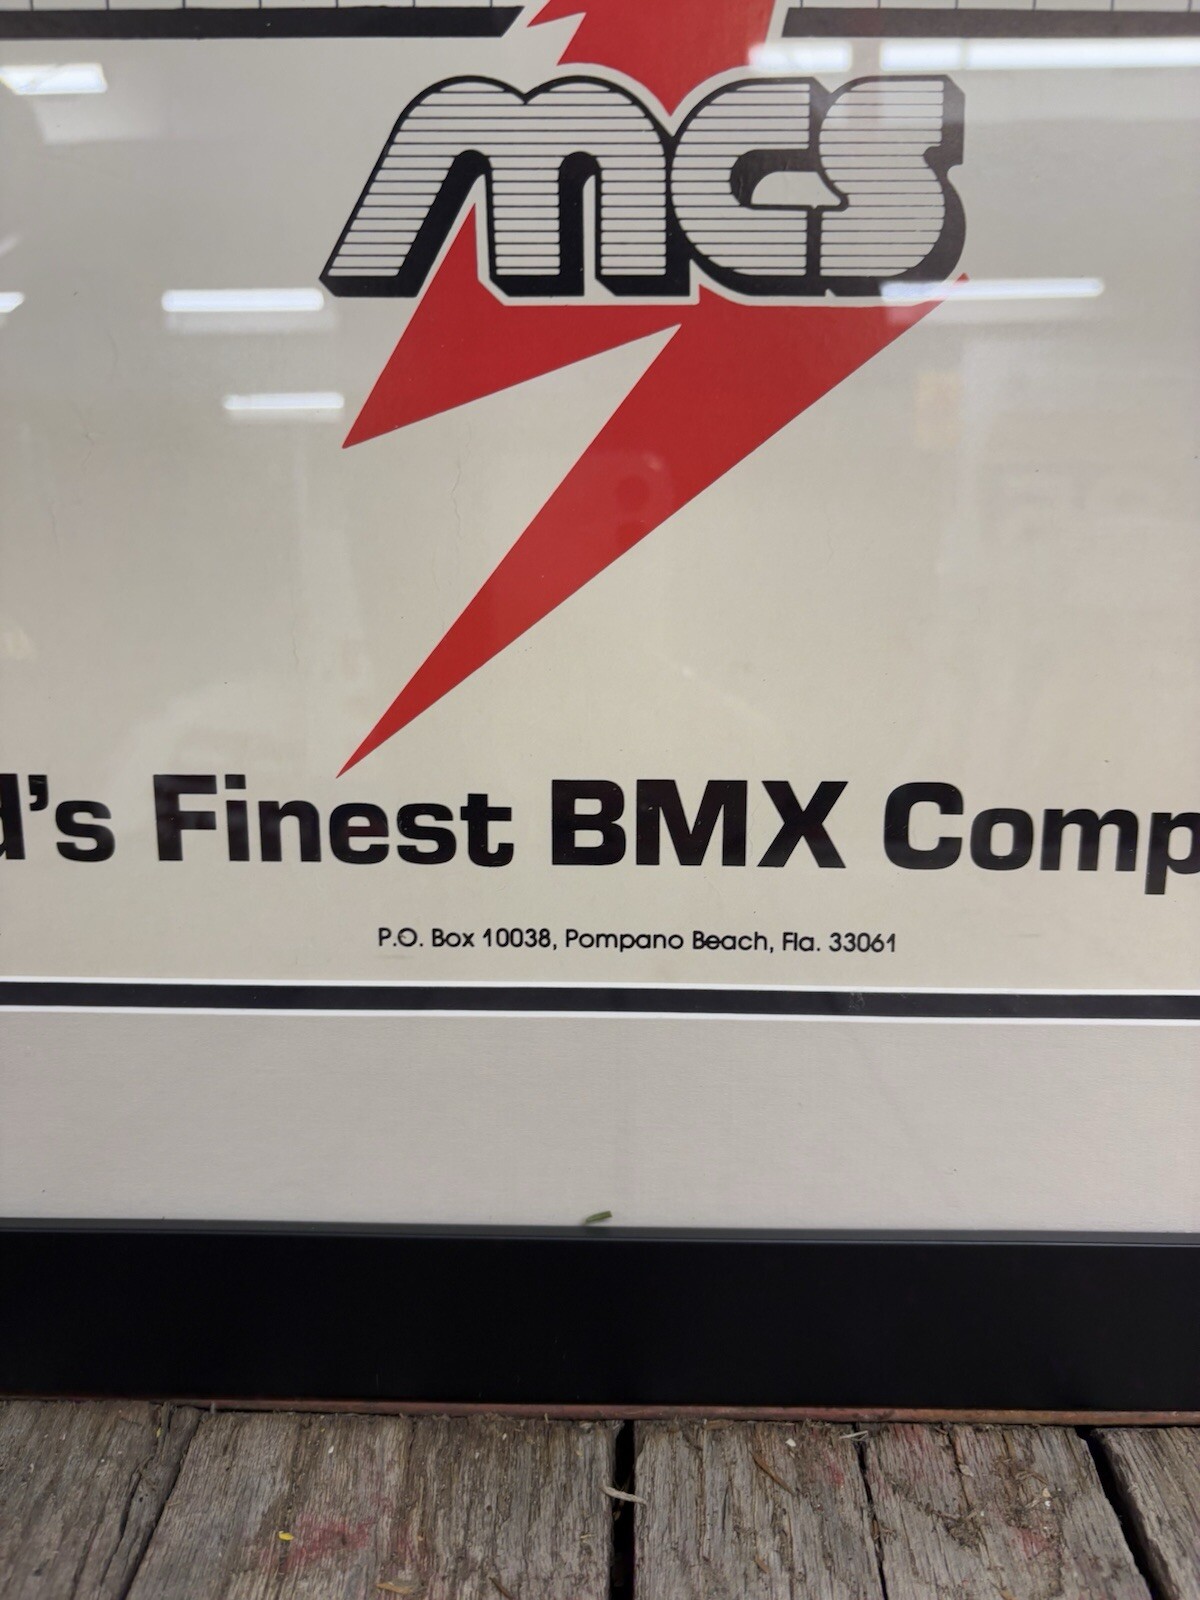 mcs
d's Finest BMX Comp
P.O. Box 10038, Pompano Beach, Fla. 33061